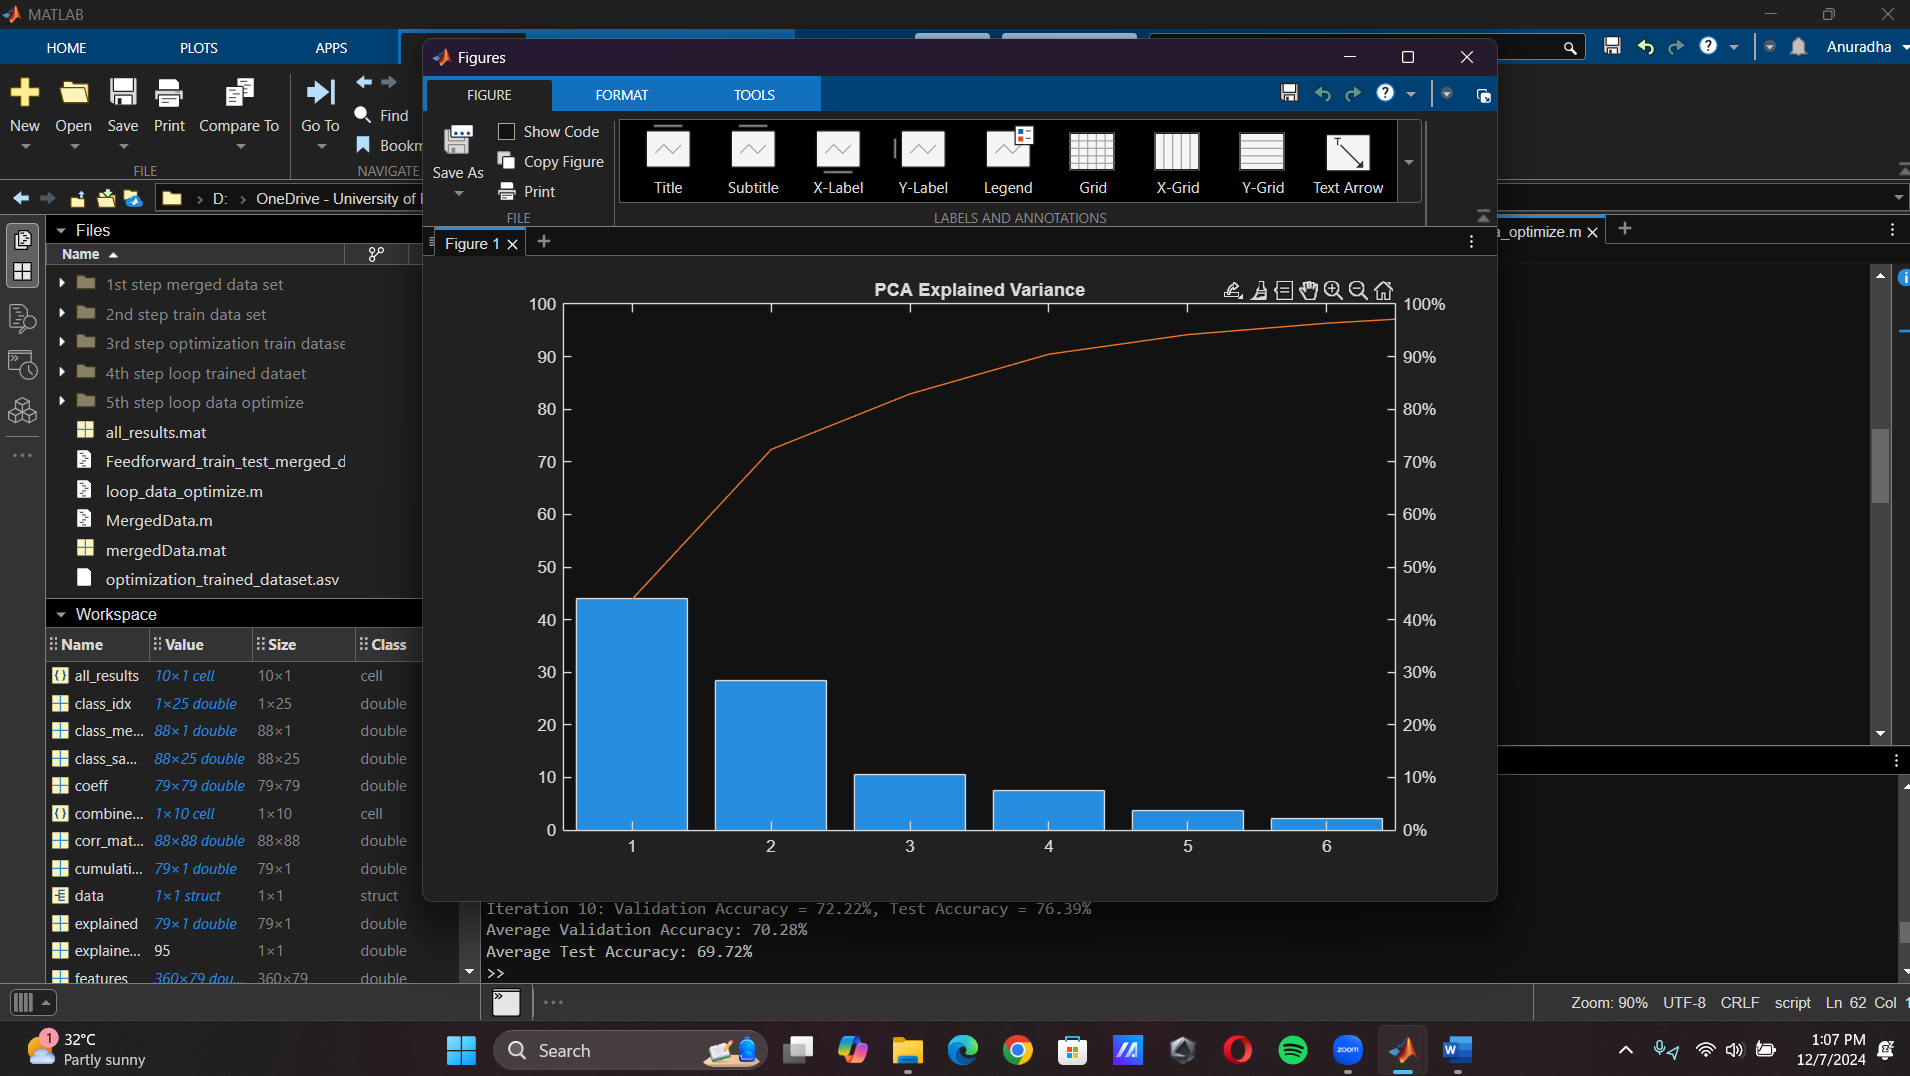 MATLAB
HOME PLOTS APPS
Anuradha
New Open Save Print Compare To Go To Find
FILE NAVIGATE
D: OneDrive - University of
Figures
FIGURE FORMAT TOOLS
Save As Show Code Copy Figure Print
FILE
Title Subtitle X-Label Y-Label Legend Grid X-Grid Y-Grid Text Arrow
LABELS AND ANNOTATIONS
Figure 1
_optimize.m
Files
Name
1st step merged data set
2nd step train data set
3rd step optimization train datase
4th step loop trained dataet
5th step loop data optimize
all_results.mat
Feedforward_train_test_merged_d
loop_data_optimize.m
MergedData.m
mergedData.mat
optimization_trained_dataset.asv
Workspace
Name Value Size Class
all_results 10×1 cell 10×1 cell
class_idx 1×25 double 1×25 double
class_me... 88×1 double 88×1 double
class_sa... 88×25 double 88×25 double
coeff 79×79 double 79×79 double
combine... 1×10 cell 1×10 cell
corr_mat... 88×88 double 88×88 double
cumulati... 79×1 double 79×1 double
data 1×1 struct 1×1 struct
explained 79×1 double 79×1 double
explaine... 95 1×1 double
features 360×79 dou... 360×79 double
PCA Explained Variance
100 100%
90 90%
80 80%
70 70%
60 60%
50 50%
40 40%
30 30%
20 20%
10 10%
0 0%
1 2 3 4 5 6
Iteration 10: Validation Accuracy = 72.22%, Test Accuracy = 76.39%
Average Validation Accuracy: 70.28%
Average Test Accuracy: 69.72%
>>
Zoom: 90% UTF-8 CRLF script Ln 62 Col
1
32°C
Partly sunny
Search
zoom
W
1:07 PM
12/7/2024